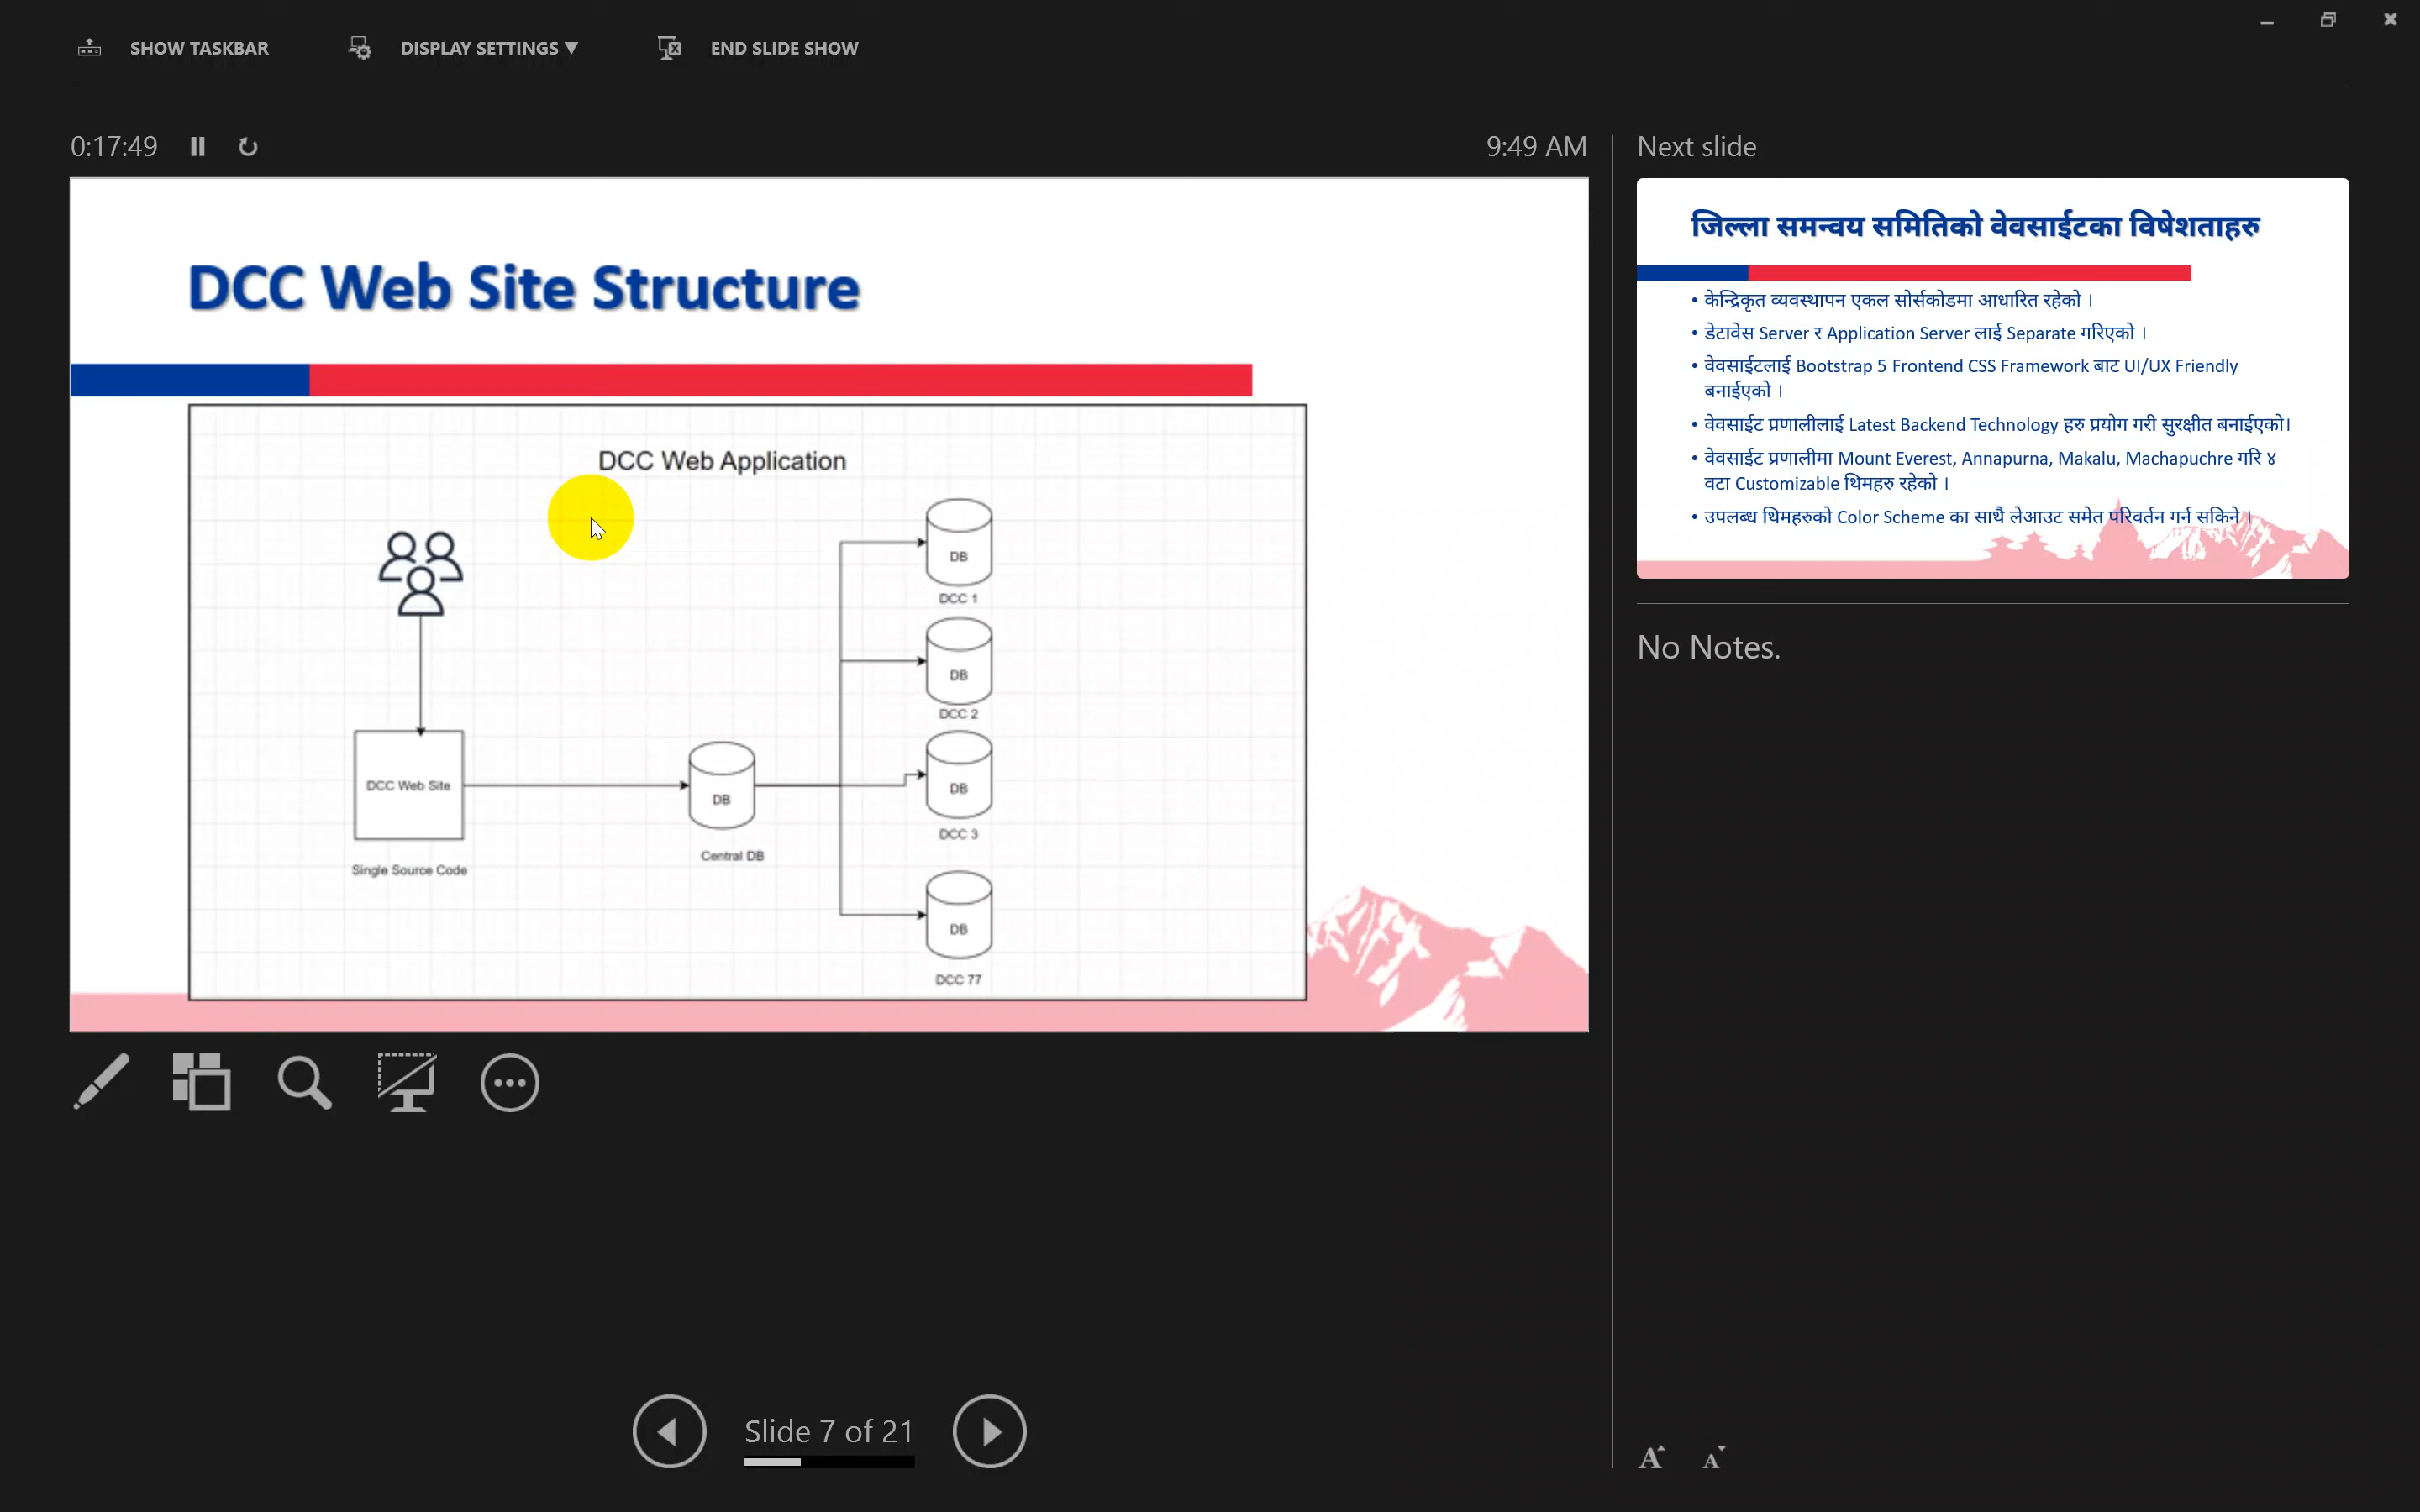 SHOW TASKBAR
DISPLAY SETTINGS ▼
END SLIDE SHOW
0:17:49
9:49 AM
Next slide
DCC Web Site Structure
DCC Web Application
DB
DCC 1
DB
DCC 2
DCC Web Site
DB
DB
DCC 3
Central DB
Single Source Code
DB
DCC 77
जिल्ला समन्वय समितिको वेवसाईटका विषेशताहरु
• केन्द्रिकृत व्यवस्थापन एकल सोर्सकोडमा आधारित रहेको ।
• डेटावेस Server र Application Server लाई Separate गरिएको ।
• वेवसाईटलाई Bootstrap 5 Frontend CSS Framework बाट UI/UX Friendly
बनाईएको ।
• वेवसाईट प्रणालीलाई Latest Backend Technology हरु प्रयोग गरी सुरक्षीत बनाईएको।
• वेवसाईट प्रणालीमा Mount Everest, Annapurna, Makalu, Machapuchre गरि ४
वटा Customizable थिमहरु रहेको ।
• उपलब्ध थिमहरुको Color Scheme का साथै लेआउट समेत परिवर्तन गर्न सकिने ।
No Notes.
Slide 7 of 21
A A